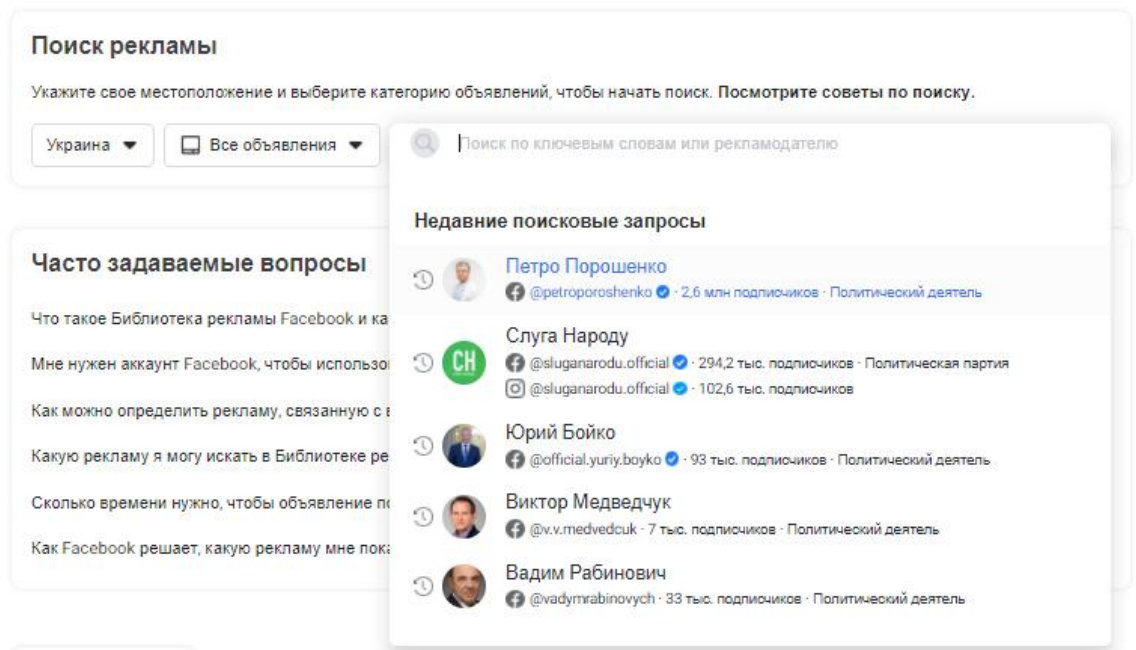 Поиск рекламы
Укажите свое местоположение и выберите категорию объявлений, чтобы начать поиск. Посмотрите советы по поиску.
Украина Все объявления Поиск по ключевым словам или рекламодателю
Недавние поисковые запросы
Петро Порошенко
@petroporoshenko · 2,6 млн подписчиков · Политический деятель
Слуга Народу
СН
@sluganarodu.official · 294,2 тыс. подписчиков · Политическая партия
@sluganarodu.official · 102,6 тыс. подписчиков
Юрий Бойко
@official.yuriy.boyko · 93 тыс. подписчиков · Политический деятель
Виктор Медведчук
@v.v.medvedcuk · 7 тыс. подписчиков · Политический деятель
Вадим Рабинович
@vadymrabinovych · 33 тыс. подписчиков · Политический деятель
Часто задаваемые вопросы
Что такое Библиотека рекламы Facebook и ка
Мне нужен аккаунт Facebook, чтобы использо
Как можно определить рекламу, связанную с
Какую рекламу я могу искать в Библиотеке ре
Сколько времени нужно, чтобы объявление по
Как Facebook решает, какую рекламу мне пока